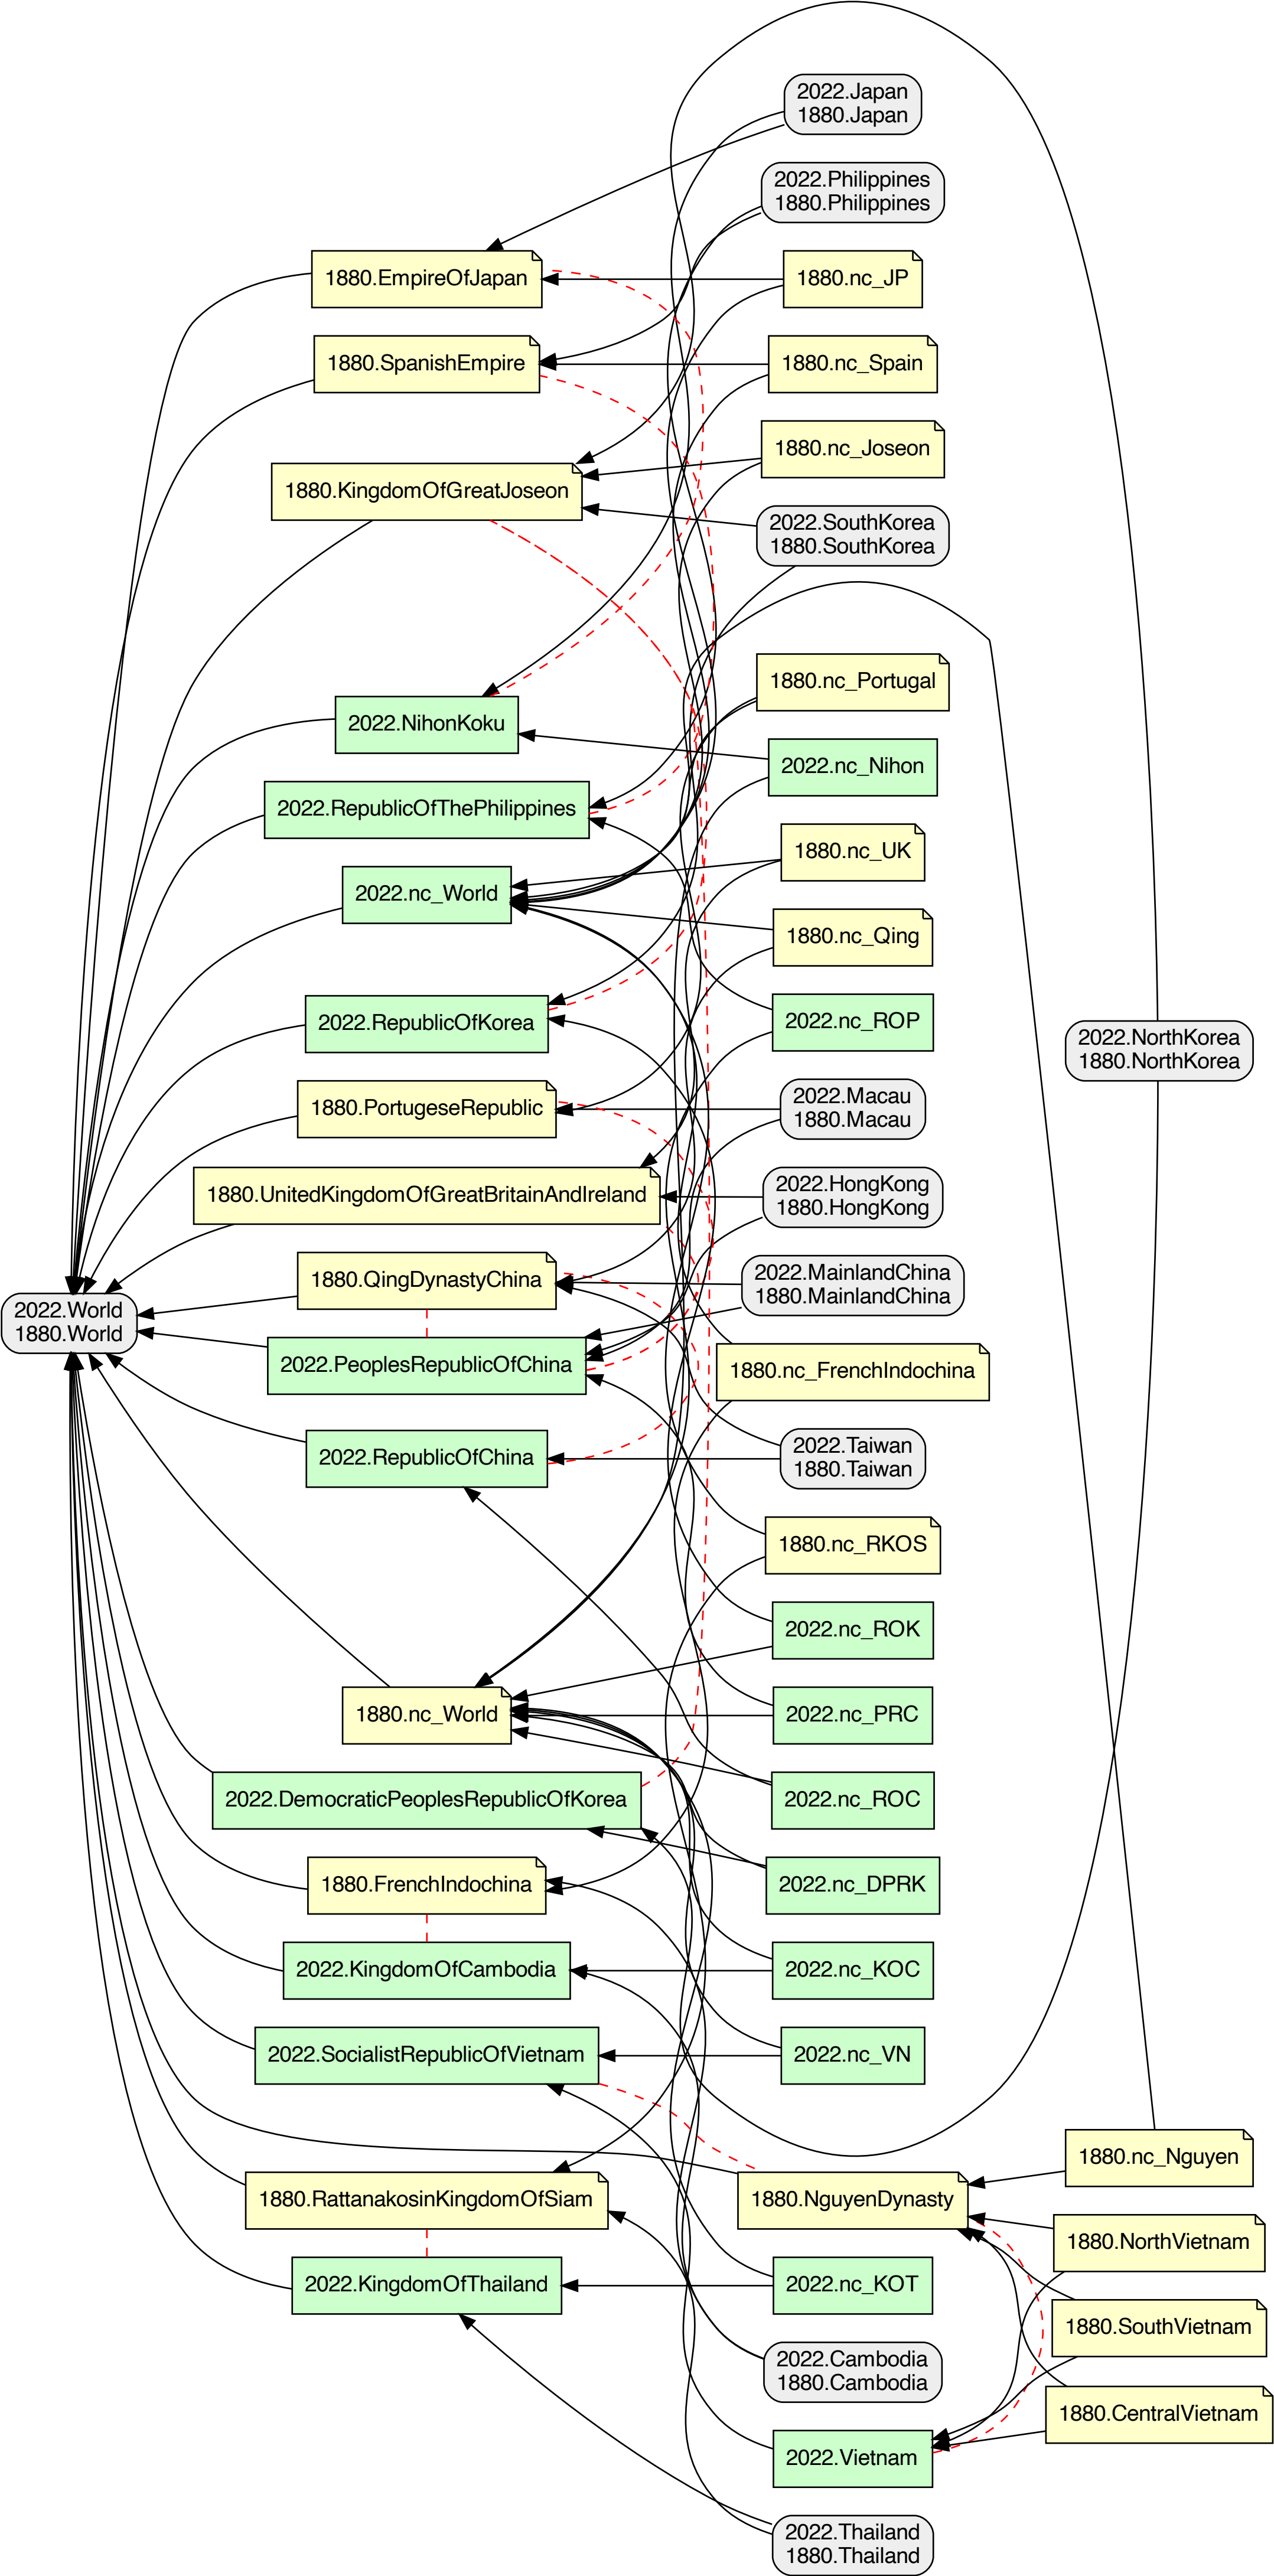 2022.Japan
1880.Japan
2022.Philippines
1880.Philippines
1880.EmpireOfJapan
1880.nc_JP
1880.SpanishEmpire
1880.nc_Spain
1880.nc_Joseon
1880.KingdomOfGreatJoseon
2022.SouthKorea
1880.SouthKorea
1880.nc_Portugal
2022.NihonKoku
2022.nc_Nihon
2022.RepublicOfThePhilippines
1880.nc_UK
2022.nc_World
1880.nc_Qing
2022.RepublicOfKorea
2022.nc_ROP
2022.NorthKorea
1880.NorthKorea
1880.PortugeseRepublic
2022.Macau
1880.Macau
1880.UnitedKingdomOfGreatBritainAndIreland
2022.HongKong
1880.HongKong
1880.QingDynastyChina
2022.MainlandChina
1880.MainlandChina
2022.World
1880.World
2022.PeoplesRepublicOfChina
1880.nc_FrenchIndochina
2022.RepublicOfChina
2022.Taiwan
1880.Taiwan
1880.nc_RKOS
2022.nc_ROK
1880.nc_World
2022.nc_PRC
2022.DemocraticPeoplesRepublicOfKorea
2022.nc_ROC
1880.FrenchIndochina
2022.nc_DPRK
2022.KingdomOfCambodia
2022.nc_KOC
2022.SocialistRepublicOfVietnam
2022.nc_VN
1880.nc_Nguyen
1880.RattanakosinKingdomOfSiam
1880.NguyenDynasty
1880.NorthVietnam
2022.KingdomOfThailand
2022.nc_KOT
1880.SouthVietnam
2022.Cambodia
1880.Cambodia
1880.CentralVietnam
2022.Vietnam
2022.Thailand
1880.Thailand